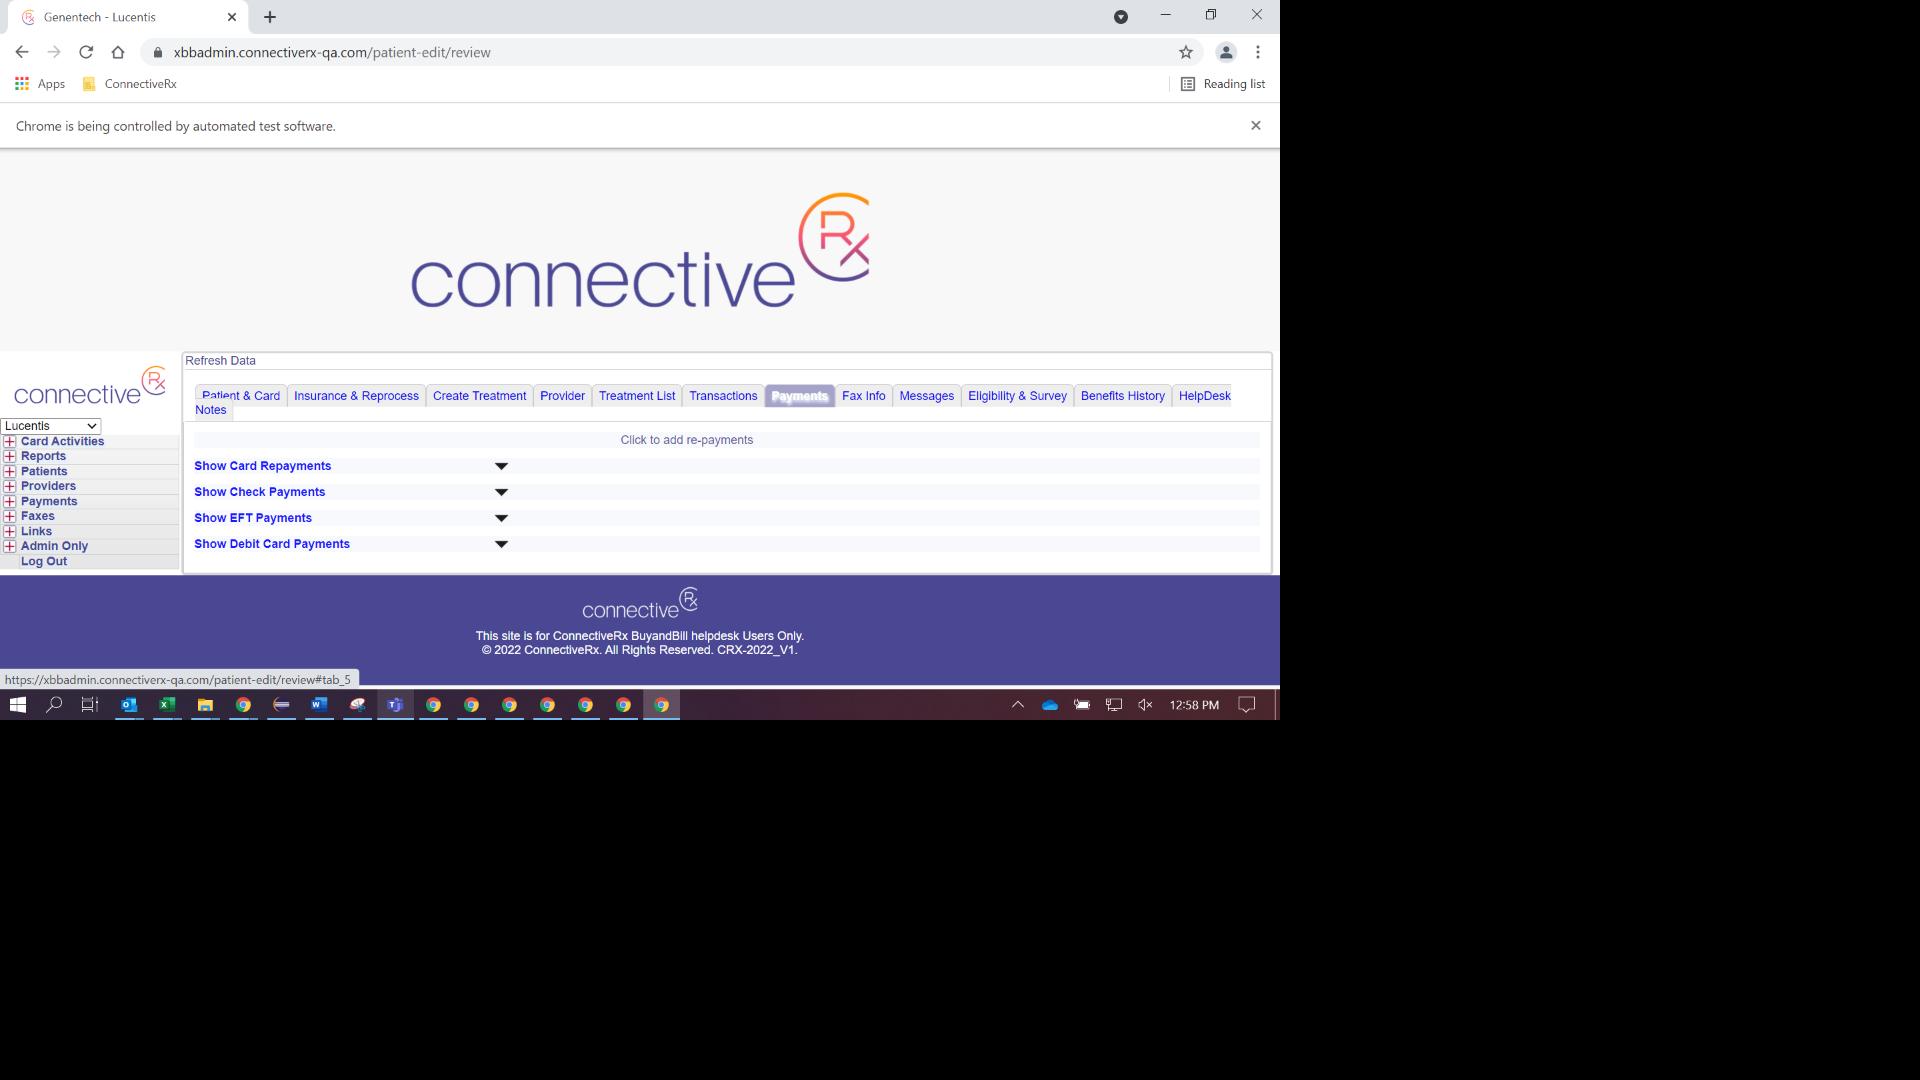 Genentech - Lucentis
xbbadmin.connectiverx-qa.com/patient-edit/review
Apps ConnectiveRx Reading list
Chrome is being controlled by automated test software.
connective Rx
connective Rx
Refresh Data
Patient & Card Insurance & Reprocess Create Treatment Provider Treatment List Transactions Payments Fax Info Messages Eligibility & Survey Benefits History HelpDesk
Notes
Lucentis
Card Activities
Reports
Patients
Providers
Payments
Faxes
Links
Admin Only
Log Out
Click to add re-payments
Show Card Repayments
Show Check Payments
Show EFT Payments
Show Debit Card Payments
connective Rx
This site is for ConnectiveRx BuyandBill helpdesk Users Only.
© 2022 ConnectiveRx. All Rights Reserved. CRX-2022_V1.
https://xbbadmin.connectiverx-qa.com/patient-edit/review#tab_5
12:58 PM